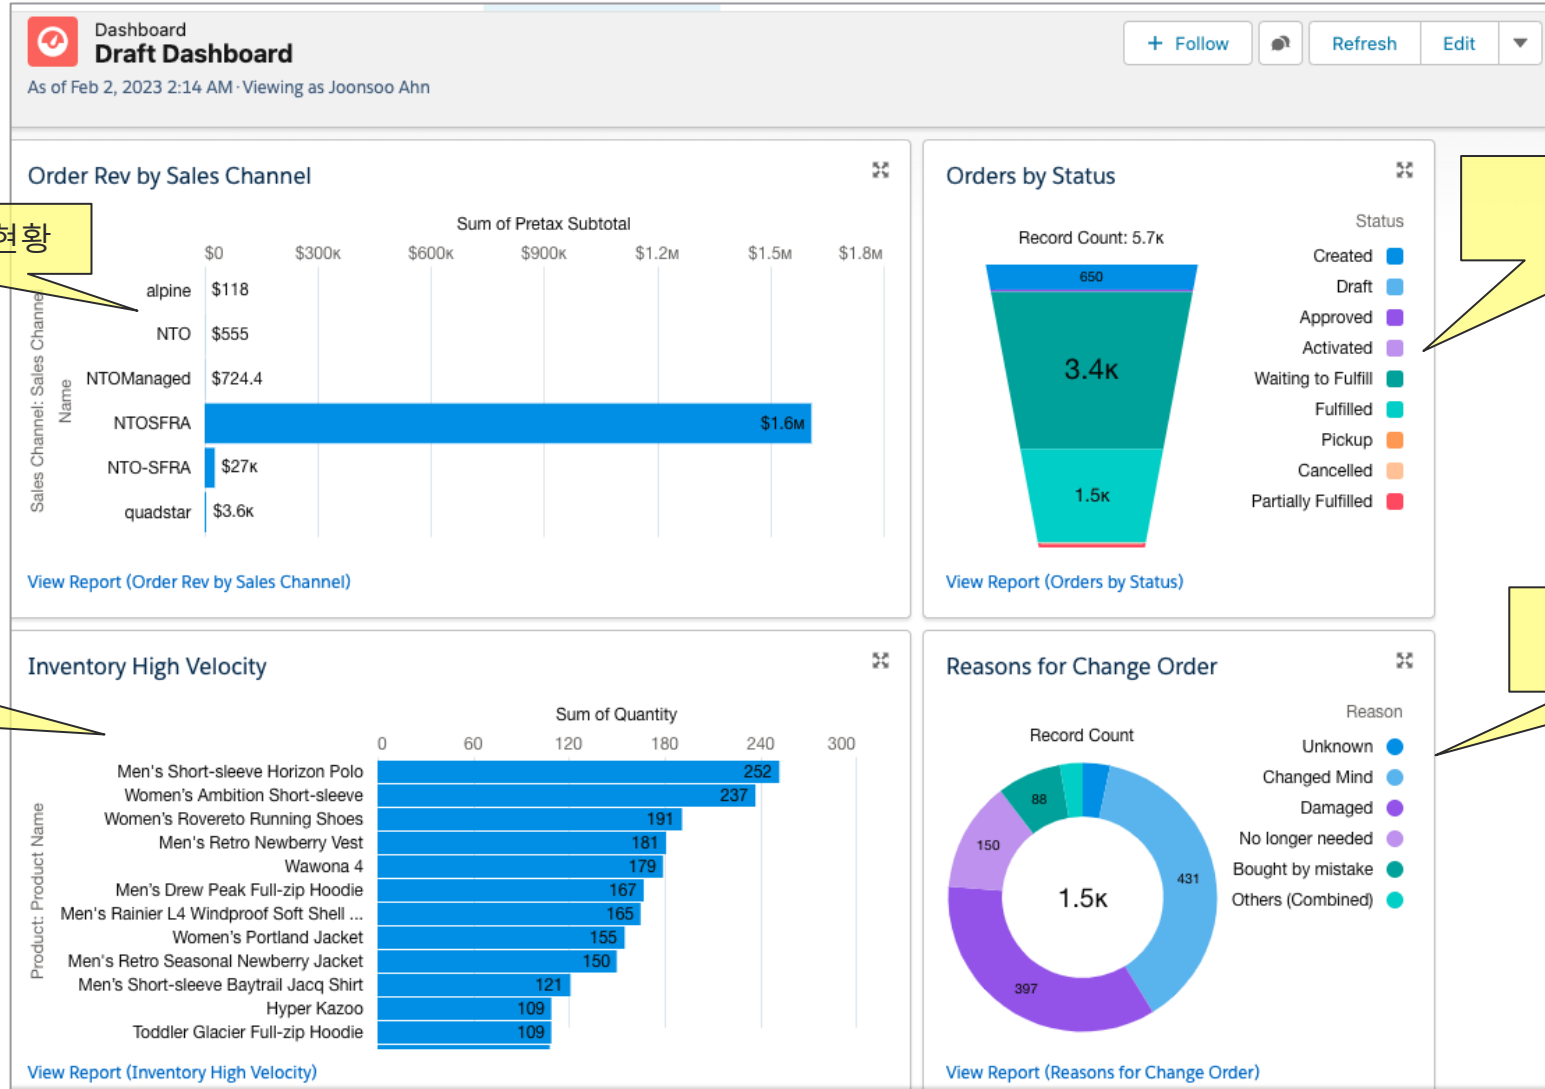 Dashboard
Draft Dashboard
As of Feb 2, 2023 2:14 AM·Viewing as Joonsoo Ahn
+ Follow
Refresh
Edit
Order Rev by Sales Channel
현황
Sum of Pretax Subtotal
$0 $300K $600K $900K $1.2M $1.5M $1.8M
Sales Channel: Sales Channel
Name
alpine $118
NTO $555
NTOManaged $724.4
NTOSFRA $1.6M
NTO-SFRA $27K
quadstar $3.6K
View Report (Order Rev by Sales Channel)
Orders by Status
Record Count: 5.7K
650
3.4K
1.5K
Status
Created
Draft
Approved
Activated
Waiting to Fulfill
Fulfilled
Pickup
Cancelled
Partially Fulfilled
View Report (Orders by Status)
Inventory High Velocity
Sum of Quantity
0 60 120 180 240 300
Product: Product Name
Men's Short-sleeve Horizon Polo 252
Women's Ambition Short-sleeve 237
Women's Rovereto Running Shoes 191
Men's Retro Newberry Vest 181
Wawona 4 179
Men's Drew Peak Full-zip Hoodie 167
Men's Rainier L4 Windproof Soft Shell ... 165
Women's Portland Jacket 155
Men's Retro Seasonal Newberry Jacket 150
Men's Short-sleeve Baytrail Jacq Shirt 121
Hyper Kazoo 109
Toddler Glacier Full-zip Hoodie 109
View Report (Inventory High Velocity)
Reasons for Change Order
Record Count
88
150
431
1.5K
397
Reason
Unknown
Changed Mind
Damaged
No longer needed
Bought by mistake
Others (Combined)
View Report (Reasons for Change Order)